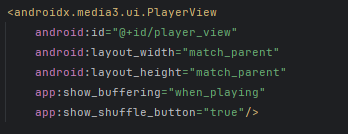 <androidx.media3.ui.PlayerView
    android:id="@+id/player_view"
    android:layout_width="match_parent"
    android:layout_height="match_parent"
    app:show_buffering="when_playing"
    app:show_shuffle_button="true"/>